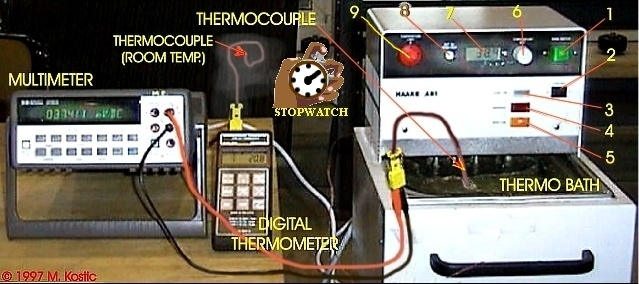 THERMOCOUPLE
9
8
7
6
1
THERMOCOUPLE
(ROOM TEMP.)
2
MULTIMETER
HAAKE
STOPWATCH
3
4
5
THERMO BATH
DIGITAL
THERMOMETER
© 1997 M. Kostic